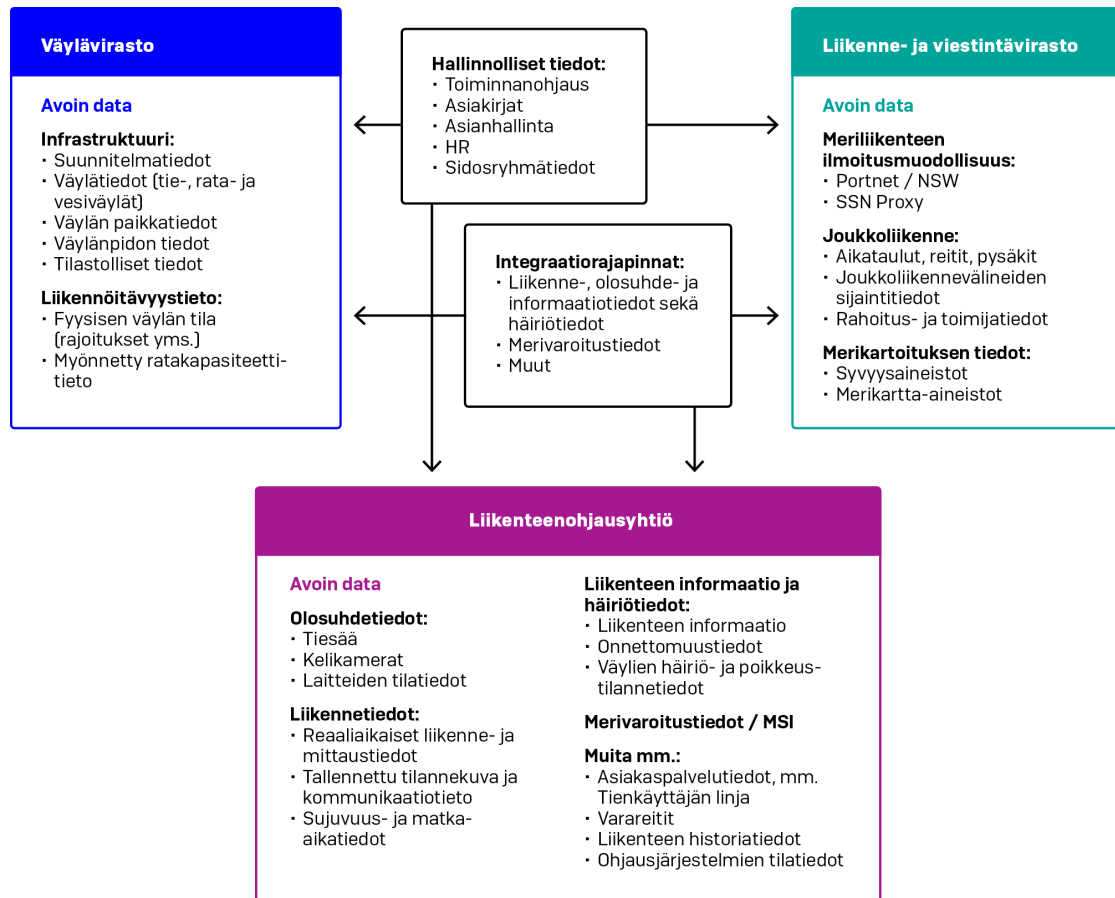 Väylävirasto
Avoin data
Infrastruktuuri:
· Suunnitelmatiedot
· Väylätiedot (tie-, rata- ja
vesiväylät)
· Väylän paikkatiedot
· Väylänpidon tiedot
· Tilastolliset tiedot
Liikennöitävyystieto:
· Fyysisen väylän tila
(rajoitukset yms.)
· Myönnetty ratakapasiteetti-
tieto
Hallinnolliset tiedot:
· Toiminnanohjaus
· Asiakirjat
· Asianhallinta
· HR
· Sidosryhmätiedot
Integraatiorajapinnat:
· Liikenne-, olosuhde- ja
informaatiotiedot sekä
häiriötiedot
· Merivaroitustiedot
· Muut
Liikenne- ja viestintävirasto
Avoin data
Meriliikenteen
ilmoitusmuodollisuus:
· Portnet / NSW
· SSN Proxy
Joukkoliikenne:
· Aikataulut, reitit, pysäkit
· Joukkoliikennevälineiden
sijaintitiedot
· Rahoitus- ja toimijatiedot
Merikartoituksen tiedot:
· Syvyysaineistot
· Merikartta-aineistot
Liikenteenohjausyhtiö
Avoin data
Olosuhdetiedot:
· Tiesää
· Kelikamerat
· Laitteiden tilatiedot
Liikennetiedot:
· Reaaliaikaiset liikenne- ja
mittaustiedot
· Tallennettu tilannekuva ja
kommunikaatiotieto
· Sujuvuus- ja matka-
aikatiedot
Liikenteen informaatio ja
häiriötiedot:
· Liikenteen informaatio
· Onnettomuustiedot
· Väylien häiriö- ja poikkeus-
tilannetiedot
Merivaroitustiedot / MSI
Muita mm.:
· Asiakaspalvelutiedot, mm.
Tienkäyttäjän linja
· Varareitit
· Liikenteen historiatiedot
· Ohjausjärjestelmien tilatiedot